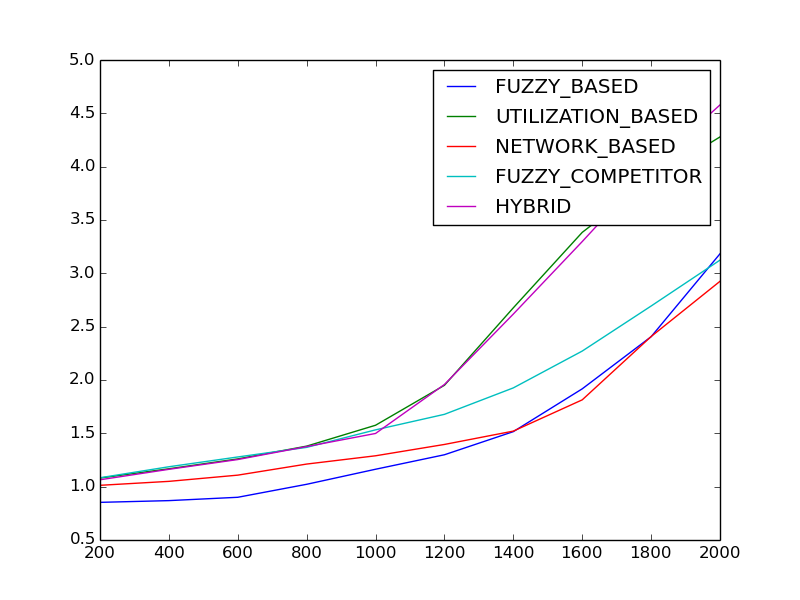 5.0
4.5
4.0
3.5
3.0
2.5
2.0
1.5
1.0
0.5
200 400 600 800 1000 1200 1400 1600 1800 2000
FUZZY_BASED
UTILIZATION_BASED
NETWORK_BASED
FUZZY_COMPETITOR
HYBRID